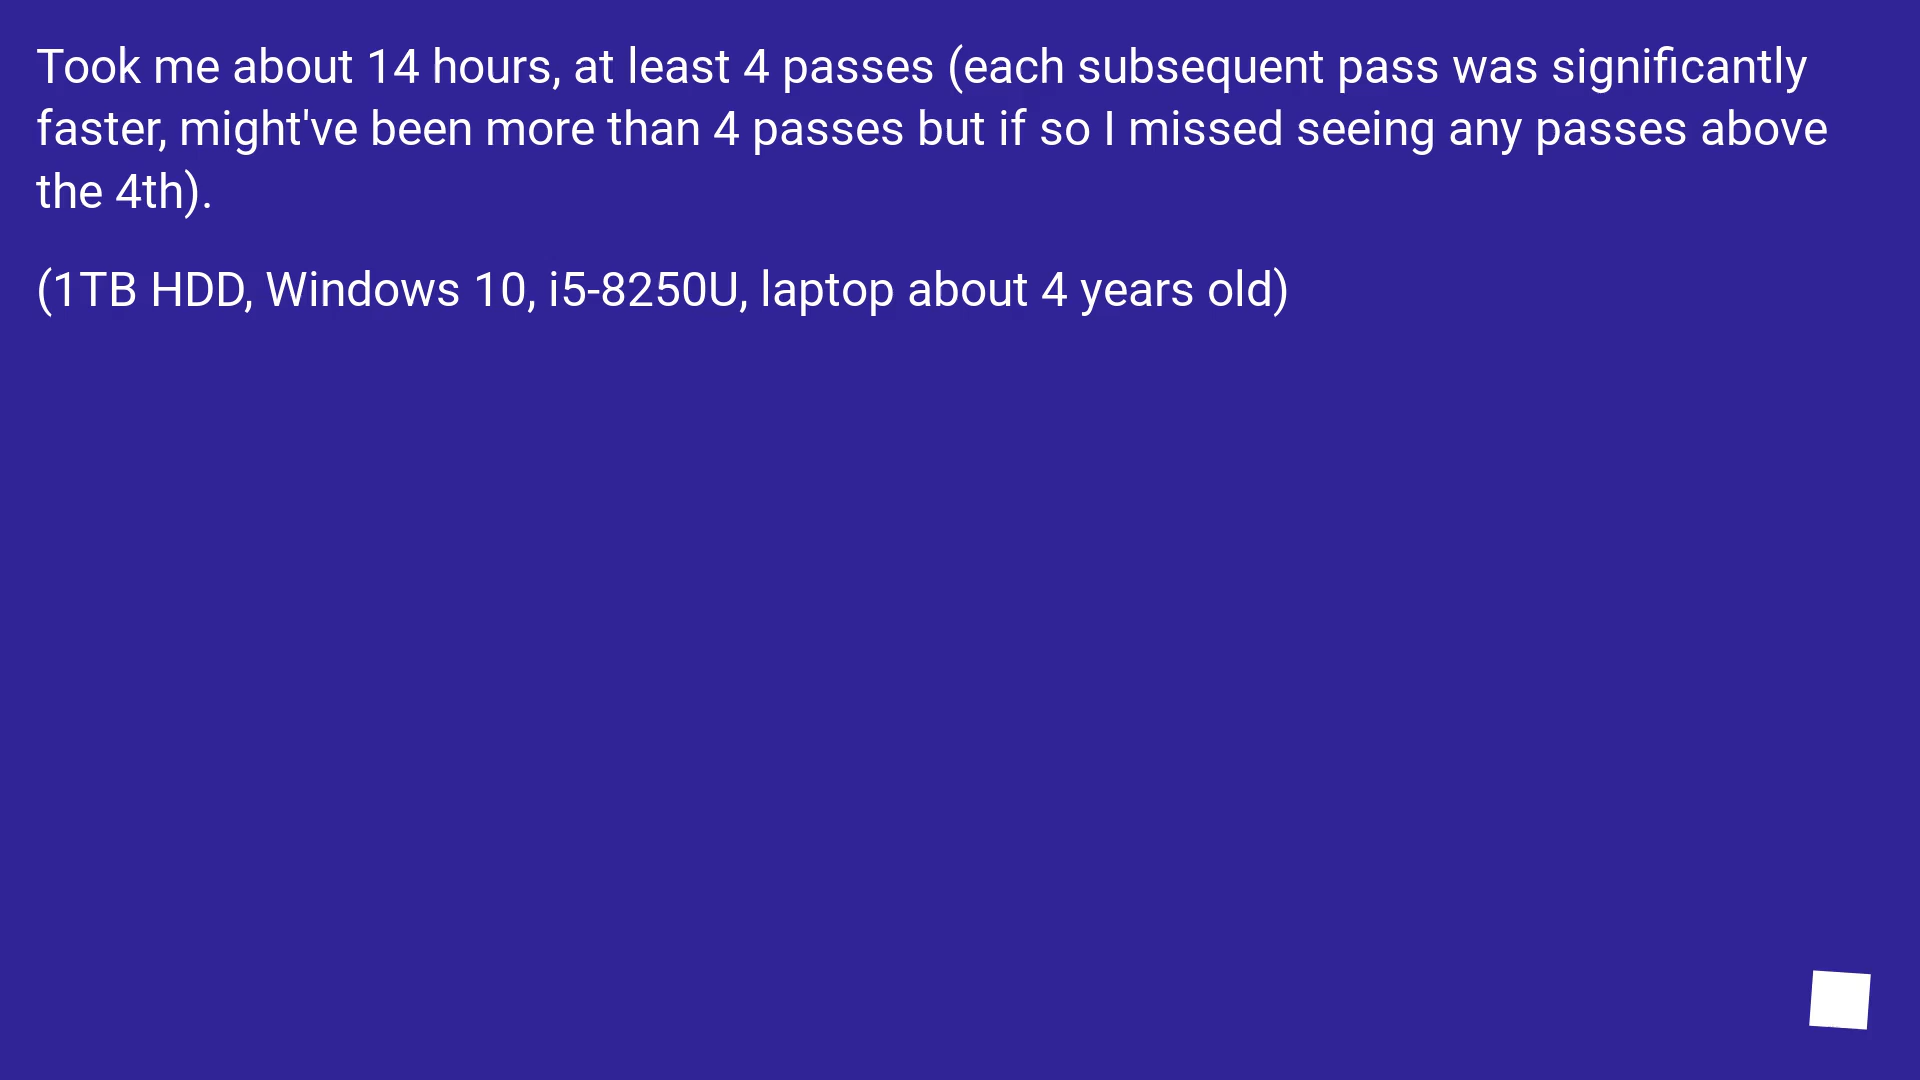 Took me about 14 hours, at least 4 passes (each subsequent pass was significantly
faster, might've been more than 4 passes but if so I missed seeing any passes above
the 4th).
(1TB HDD, Windows 10, i5-8250U, laptop about 4 years old)